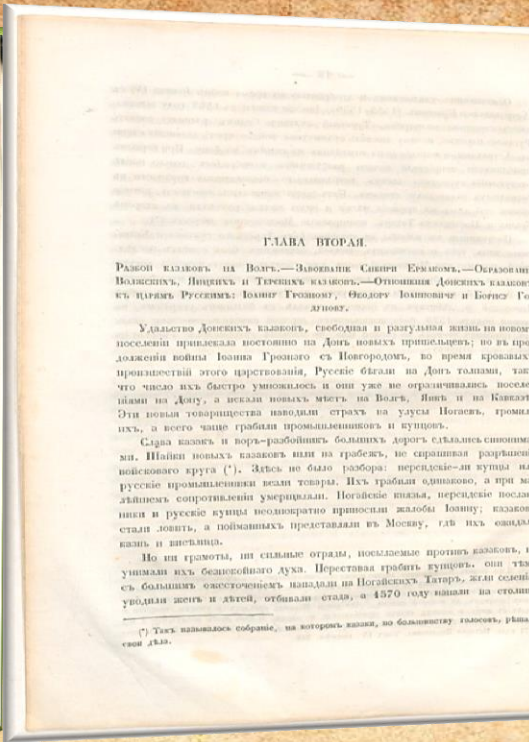 ГЛАВА ВТОРАЯ.
Разбои казаковъ на Волгѣ.—Завоеваніе Сибири Ермакомъ.—Образованіе
Волжскихъ, Яицкихъ и Терскихъ казаковъ.—Отношенія Донскихъ казаковъ
къ царямъ Русскимъ: Іоанну Грозному, Ѳеодору Іоанновичу и Борису Го-
дунову.
Удальство Донскихъ казаковъ, свободная и разгульная жизнь на новомъ
поселеніи привлекала постоянно на Донъ новыхъ пришельцевъ; но въ про-
долженіи войны Іоанна Грознаго съ Новгородомъ, во время кровавыхъ
происшествій этого царствованія, Русскіе бѣгали на Донъ толпами, так
что число ихъ быстро умножилось и они уже не ограничивались поселе
ніями на Дону, а искали новыхъ мѣстъ на Волгѣ, Яикѣ и на Кавказѣ
Эти новыя товарищества наводили страхъ на улусы Ногаевъ, громил
ихъ, а всего чаще грабили промышленниковъ и купцовъ.
Слава казакъ и воръ-разбойникъ большихъ дорогъ сдѣлались синоним
ми. Шайки новыхъ казаковъ шли на грабежъ, не спрашивая разрѣшен
войсковаго круга (*). Здѣсь не было разбора: персидскіе-ли купцы ил
русскіе промышленники везли товары. Ихъ грабили одинаково, а при ма
лѣйшемъ сопротивленіи умерщвляли. Ногайскіе князья, персидскіе послан
ники и русскіе купцы неоднократно приносили жалобы Іоанну; казаков
стали ловить, а пойманныхъ представляли въ Москву, гдѣ ихъ ожидал
казнь и висѣлица.
Но ни грамоты, ни сильные отряды, посылаемые противъ казаковъ, н
унимали ихъ безпокойнаго духа. Переставая грабить купцовъ, они тѣм
съ большимъ ожесточеніемъ нападали на Ногайскихъ Татаръ, жгли селен
уводили женъ и дѣтей, отбивали стада, а 1570 году напали на столиц
(*) Такъ называлось собраніе, на которомъ казаки, по большинству голосовъ, рѣша
свои дѣла.